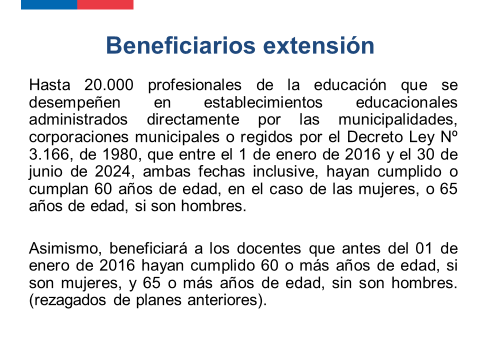 Beneficiarios extensión
Hasta 20.000 profesionales de la educación que se
desempeñen en establecimientos educacionales
administrados directamente por las municipalidades,
corporaciones municipales o regidos por el Decreto Ley Nº
3.166, de 1980, que entre el 1 de enero de 2016 y el 30 de
junio de 2024, ambas fechas inclusive, hayan cumplido o
cumplan 60 años de edad, en el caso de las mujeres, o 65
años de edad, si son hombres.
Asimismo, beneficiará a los docentes que antes del 01 de
enero de 2016 hayan cumplido 60 o más años de edad, si
son mujeres, y 65 o más años de edad, sin son hombres.
(rezagados de planes anteriores).